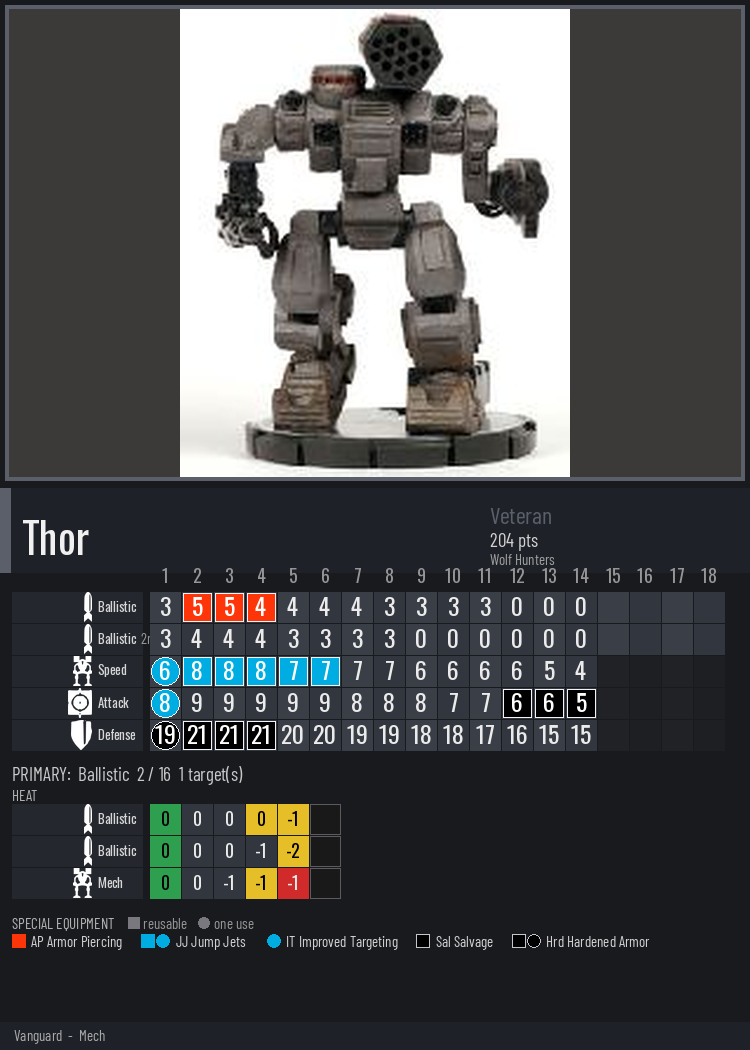 Thor
Veteran
204 pts
Wolf Hunters
1 2 3 4 5 6 7 8 9 10 11 12 13 14 15 16 17 18
Ballistic 3 5 5 4 4 4 4 3 3 3 3 0 0 0
Ballistic 3 4 4 4 3 3 3 0 0 0 0 0 0 0
Speed 6 8 8 8 7 7 7 7 6 6 6 6 5 4
Attack 8 9 9 9 9 9 8 8 8 7 7 6 6 5
Defense 19 21 21 21 20 20 19 19 18 18 17 16 15 15
PRIMARY: Ballistic 2 / 16 1 target(s)
HEAT
Ballistic 0 0 0 0 -1
Ballistic 0 0 0 -1 -2
Mech 0 0 -1 -1 -1
SPECIAL EQUIPMENT reusable one use
AP Armor Piercing JJ Jump Jets IT Improved Targeting Sal Salvage Hrd Hardened Armor
Vanguard - Mech